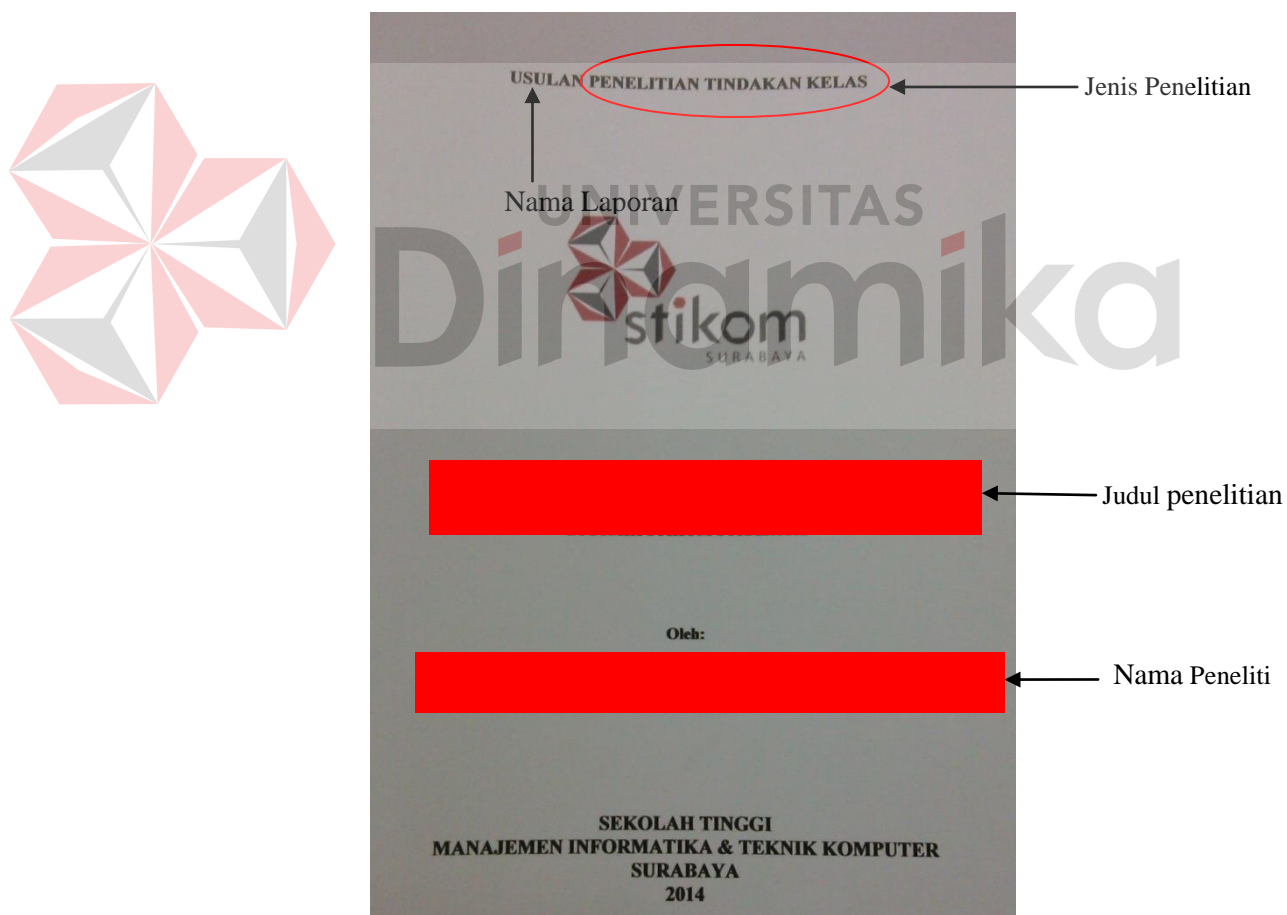 USULAN PENELITIAN TINDAKAN KELAS
Jenis Penelitian
Nama Laporan
UNIVERSITAS
Dinamika
stikom
SURABAYA
Judul penelitian
Oleh:
Nama Peneliti
SEKOLAH TINGGI
MANAJEMEN INFORMATIKA & TEKNIK KOMPUTER
SURABAYA
2014